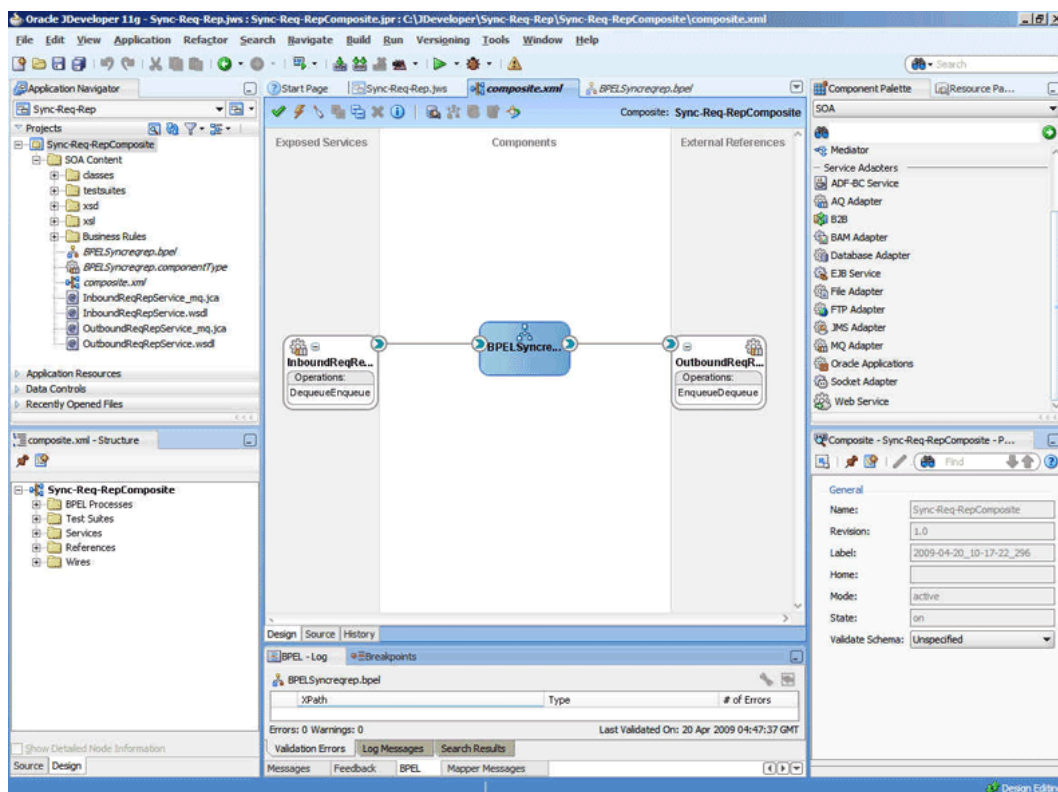 Oracle JDeveloper 11g - Sync-Req-Rep.jws : Sync-Req-RepComposite.jpr : C:\JDeveloper\Sync-Req-Rep\Sync-Req-RepComposite\composite.xml
File Edit View Application Refactor Search Navigate Build Run Versioning Tools Window Help
Search
Application Navigator
Sync-Req-Rep
Projects
Sync-Req-RepComposite
SOA Content
classes
testsuites
xsd
xsl
Business Rules
BPELSyncreqrep.bpel
BPELSyncreqrep.componentType
composite.xml
InboundReqRepService_mq.jca
InboundReqRepService.wsdl
OutboundReqRepService_mq.jca
OutboundReqRepService.wsdl
Application Resources
Data Controls
Recently Opened Files
composite.xml - Structure
Sync-Req-RepComposite
BPEL Processes
Test Suites
Services
References
Wires
Show Detailed Node Information
Source Design
Start Page Sync-Req-Rep.jws composite.xml BPELSyncreqrep.bpel
Composite: Sync-Req-RepComposite
Exposed Services Components External References
InboundReqRe...
Operations:
DequeueEnqueue
BPELSyncre...
OutboundReqR...
Operations:
EnqueueDequeue
Design Source History
BPEL - Log Breakpoints
BPELSyncreqrep.bpel
XPath Type # of Errors
Errors: 0 Warnings: 0 Last Validated On: 20 Apr 2009 04:47:37 GMT
Validation Errors Log Messages Search Results
Messages Feedback BPEL Mapper Messages
Component Palette Resource Pa...
SOA
Mediator
Service Adapters
ADF-BC Service
AQ Adapter
B2B
BAM Adapter
Database Adapter
EJB Service
File Adapter
FTP Adapter
JMS Adapter
MQ Adapter
Oracle Applications
Socket Adapter
Web Service
Composite - Sync-Req-RepComposite - P...
Find
General
Name: Sync-Req-RepComposite
Revision: 1.0
Label: 2009-04-20_10-17-22_296
Home:
Mode: active
State: on
Validate Schema: Unspecified
Design Editin